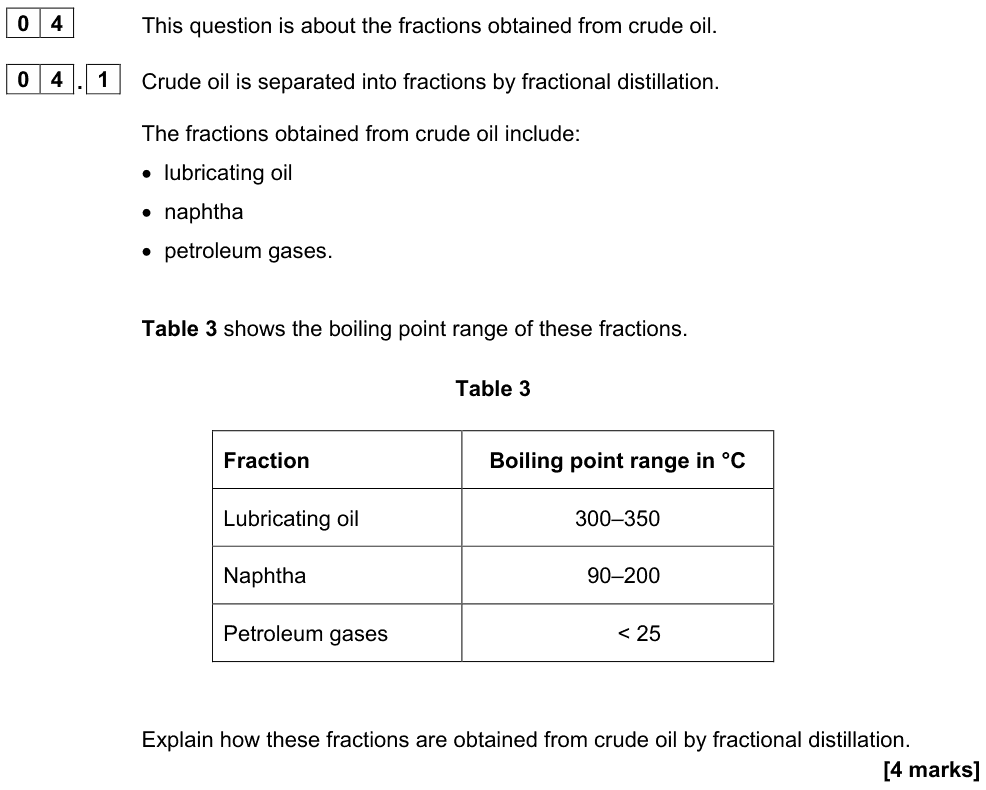 0 4 This question is about the fractions obtained from crude oil.
0 4 . 1 Crude oil is separated into fractions by fractional distillation.
The fractions obtained from crude oil include:
• lubricating oil
• naphtha
• petroleum gases.
Table 3 shows the boiling point range of these fractions.
Table 3
Fraction Boiling point range in °C
Lubricating oil 300–350
Naphtha 90–200
Petroleum gases < 25
Explain how these fractions are obtained from crude oil by fractional distillation.
[4 marks]